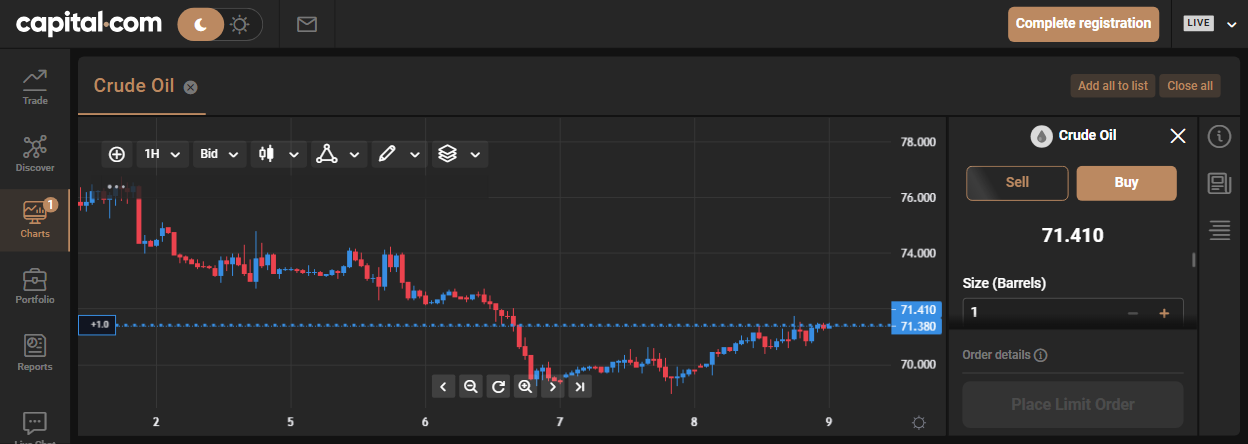 capital.com
Complete registration
LIVE
Trade
Discover
Charts
1
Portfolio
Reports
Live Chat
Crude Oil
Add all to list
Close all
1H
Bid
78.000
76.000
74.000
71.410
71.380
70.000
+1.0
2
5
6
7
8
9
Crude Oil
Sell
Buy
71.410
Size (Barrels)
1
Order details
Place Limit Order